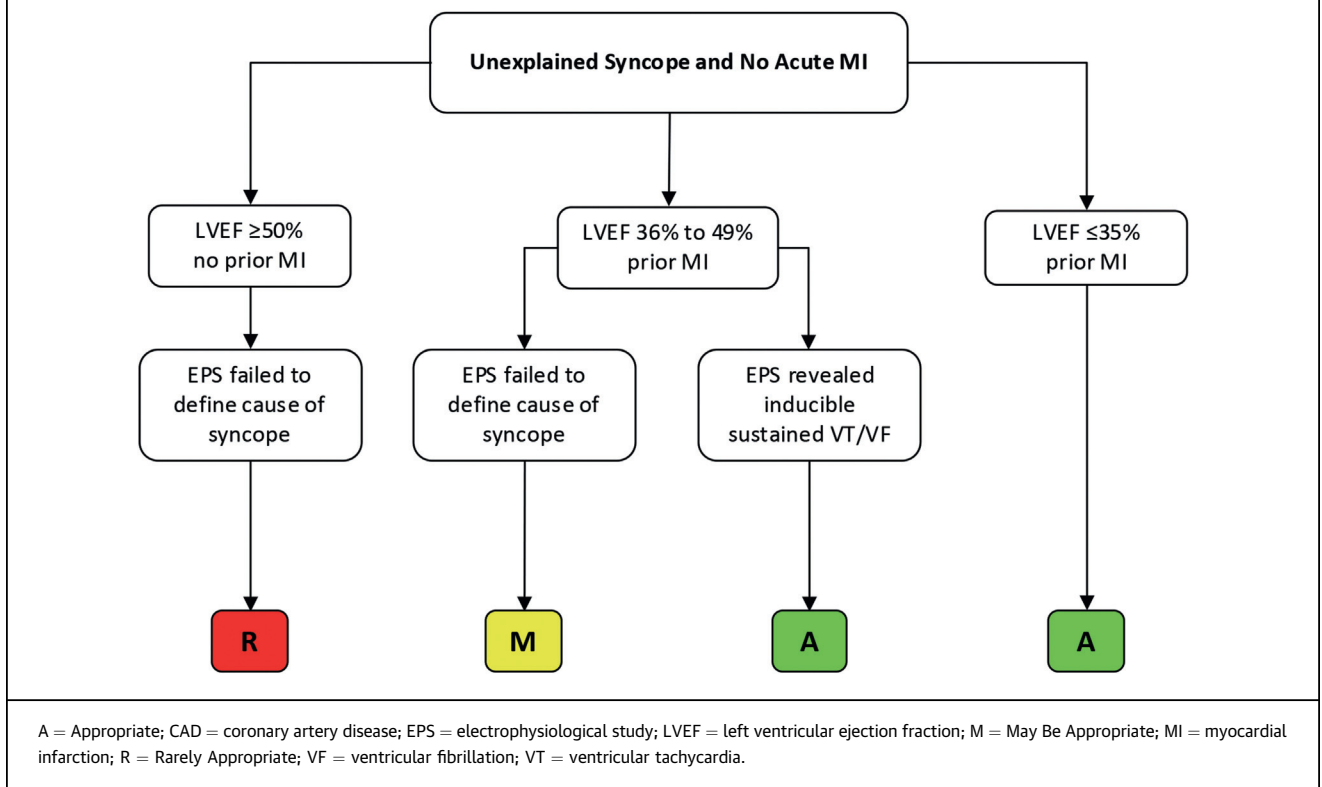 Unexplained Syncope and No Acute MI
LVEF ≥50%
no prior MI
LVEF 36% to 49%
prior MI
LVEF ≤35%
prior MI
EPS failed to
define cause of
syncope
EPS failed to
define cause of
syncope
EPS revealed
inducible
sustained VT/VF
R
M
A
A
A = Appropriate; CAD = coronary artery disease; EPS = electrophysiological study; LVEF = left ventricular ejection fraction; M = May Be Appropriate; MI = myocardial
infarction; R = Rarely Appropriate; VF = ventricular fibrillation; VT = ventricular tachycardia.